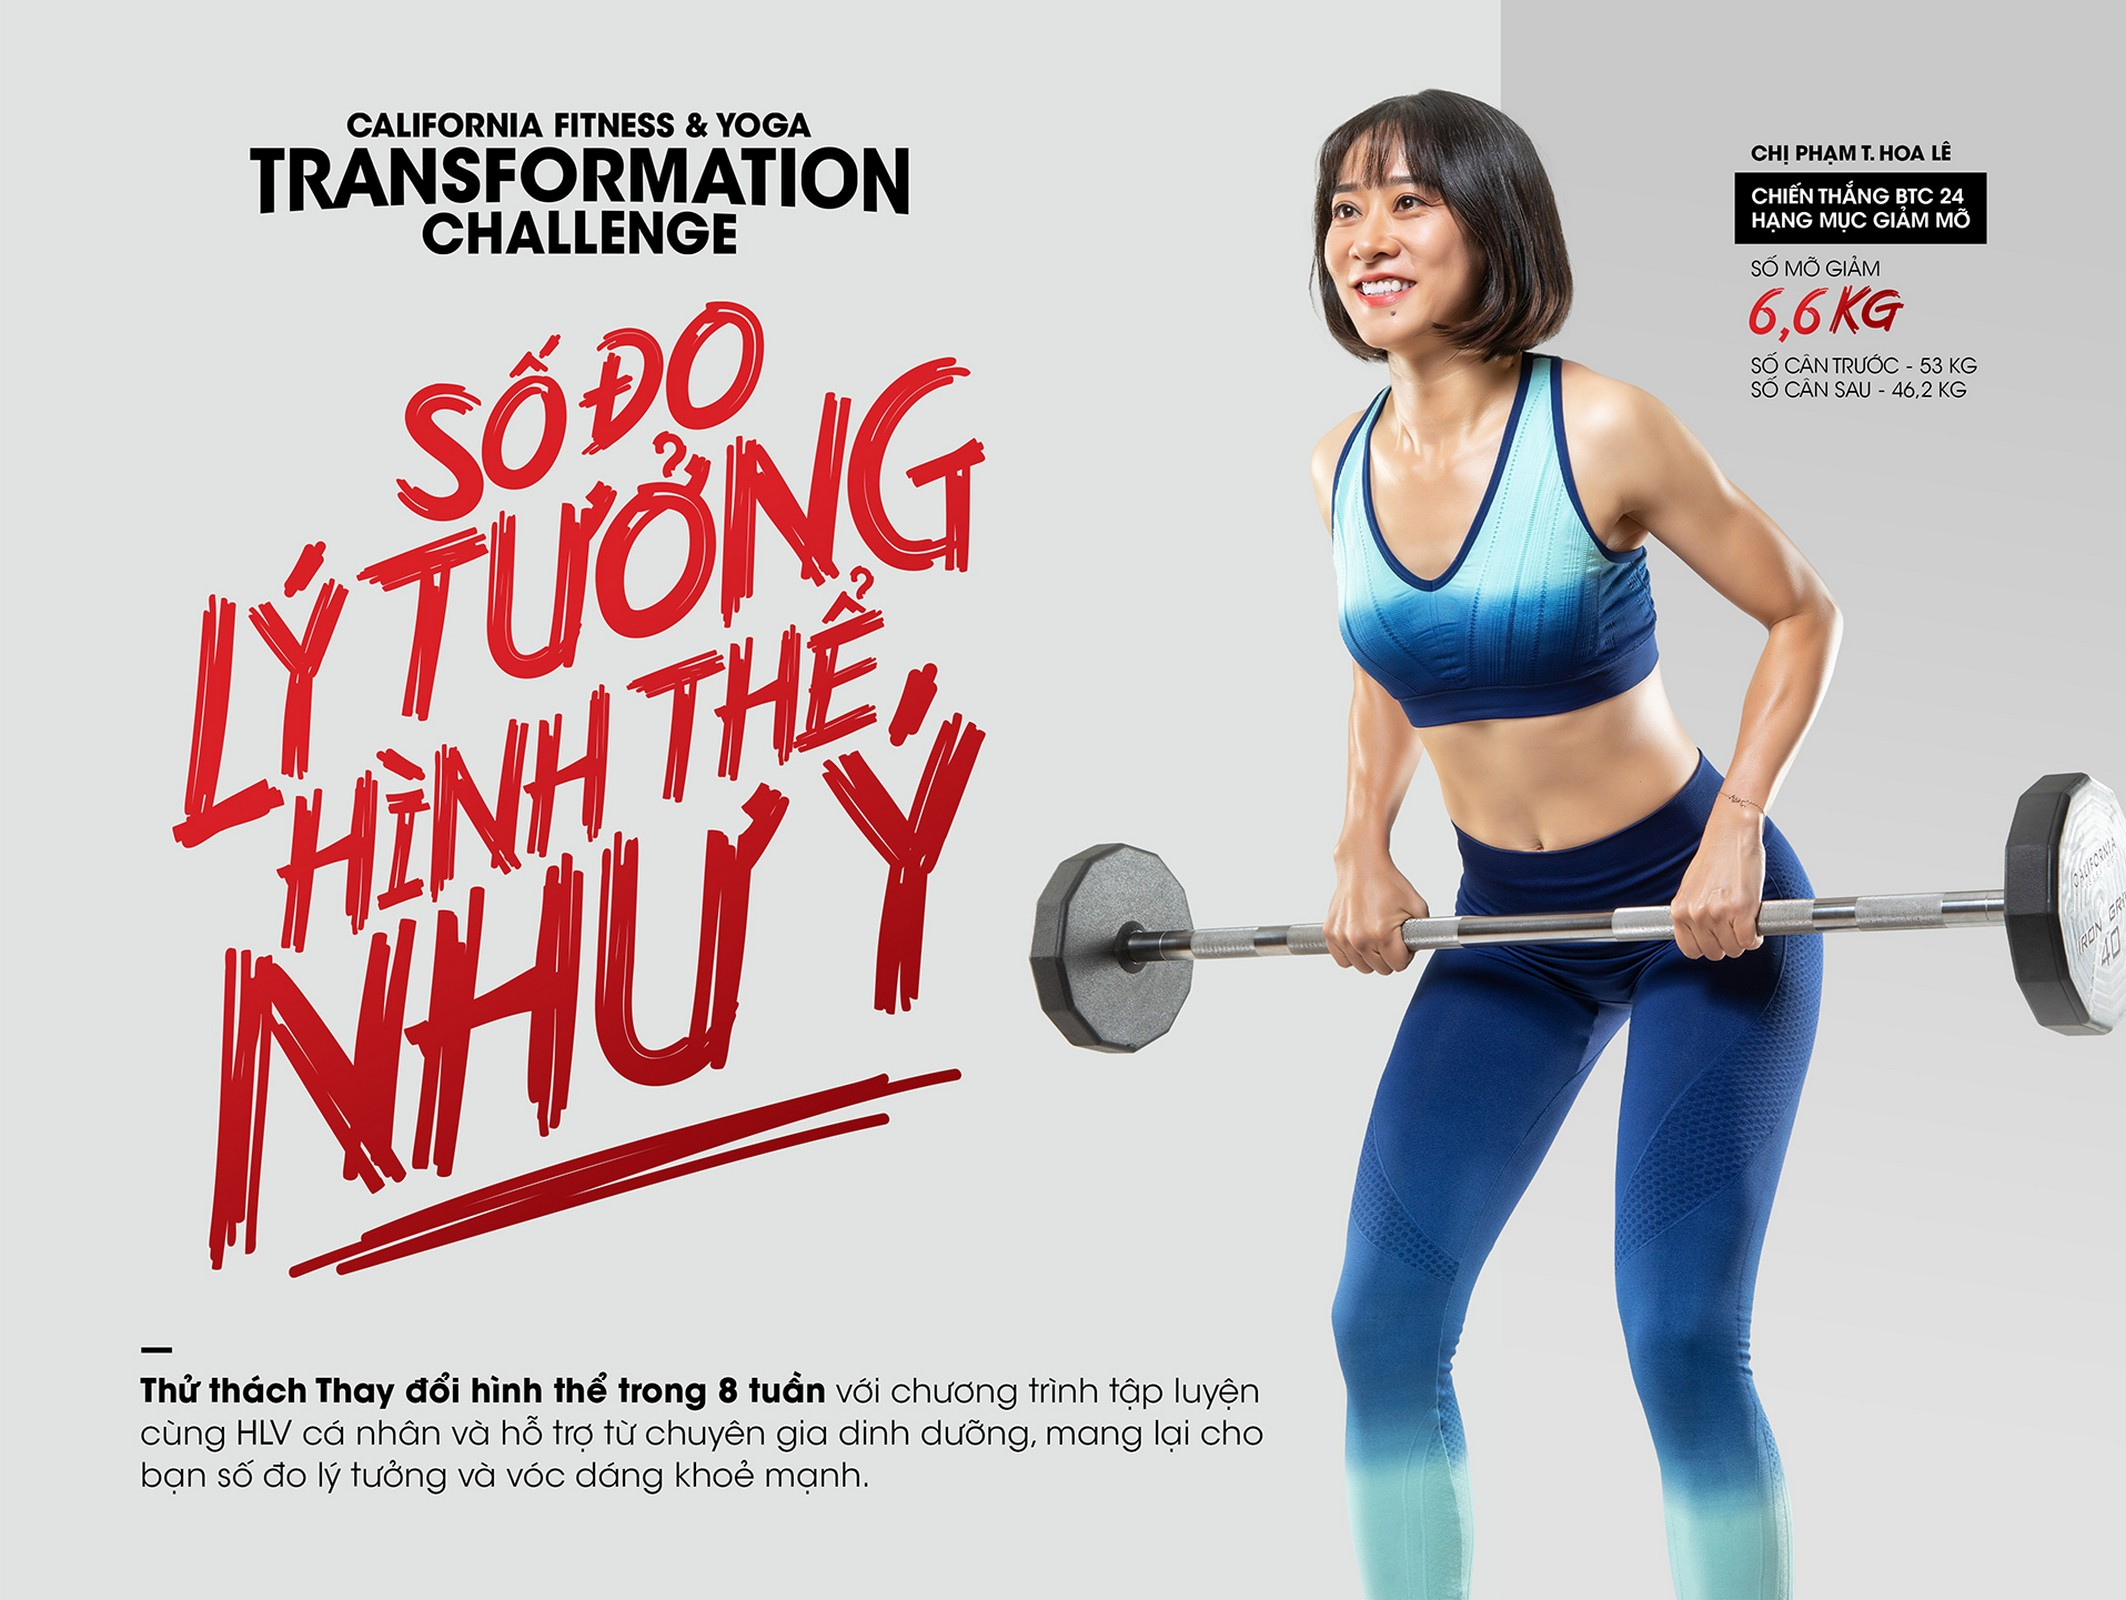 CALIFORNIA FITNESS & YOGA
TRANSFORMATION
CHALLENGE
SỐ ĐO
LÝ TƯỞNG
HÌNH THỂ
NHƯ Ý
Thử thách Thay đổi hình thể trong 8 tuần với chương trình tập luyện
cùng HLV cá nhân và hỗ trợ từ chuyên gia dinh dưỡng, mang lại cho
bạn số đo lý tưởng và vóc dáng khoẻ mạnh.
CHỊ PHẠM T. HOA LÊ
CHIẾN THẮNG BTC 24
HẠNG MỤC GIẢM MỠ
SỐ MỠ GIẢM
6,6 KG
SỐ CÂN TRƯỚC - 53 KG
SỐ CÂN SAU - 46,2 KG
CALIFORNIA
IRON GRIP
40